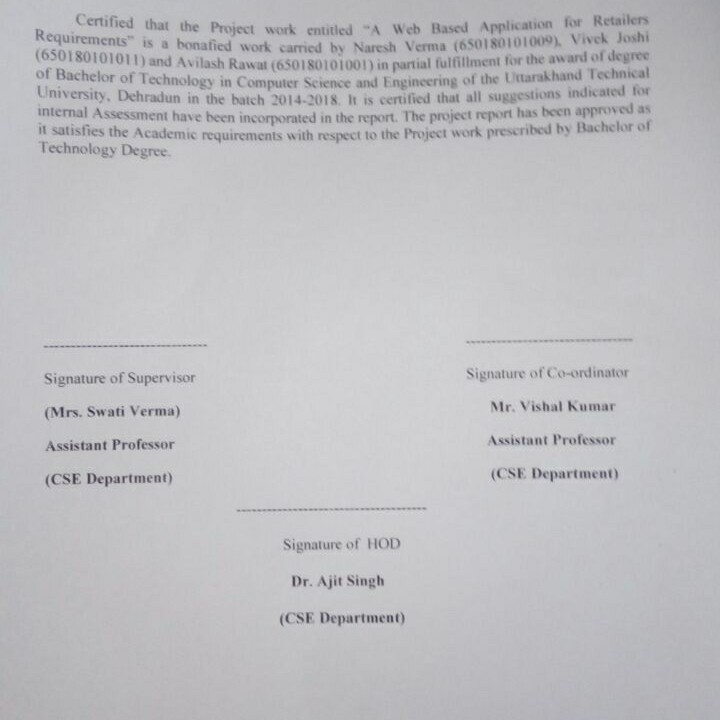 Certified that the Project work entitled "A Web Based Application for Retailers
Requirements" is a bonafied work carried by Naresh Verma (650180101009), Vivek Joshi
(650180101011) and Avilash Rawat (650180101001) in partial fulfillment for the award of degree
of Bachelor of Technology in Computer Science and Engineering of the Uttarakhand Technical
University, Dehradun in the batch 2014-2018. It is certified that all suggestions indicated for
internal Assessment have been incorporated in the report. The project report has been approved as
it satisfies the Academic requirements with respect to the Project work prescribed by Bachelor of
Technology Degree.
Signature of Supervisor
(Mrs. Swati Verma)
Assistant Professor
(CSE Department)
Signature of Co-ordinator
Mr. Vishal Kumar
Assistant Professor
(CSE Department)
Signature of HOD
Dr. Ajit Singh
(CSE Department)